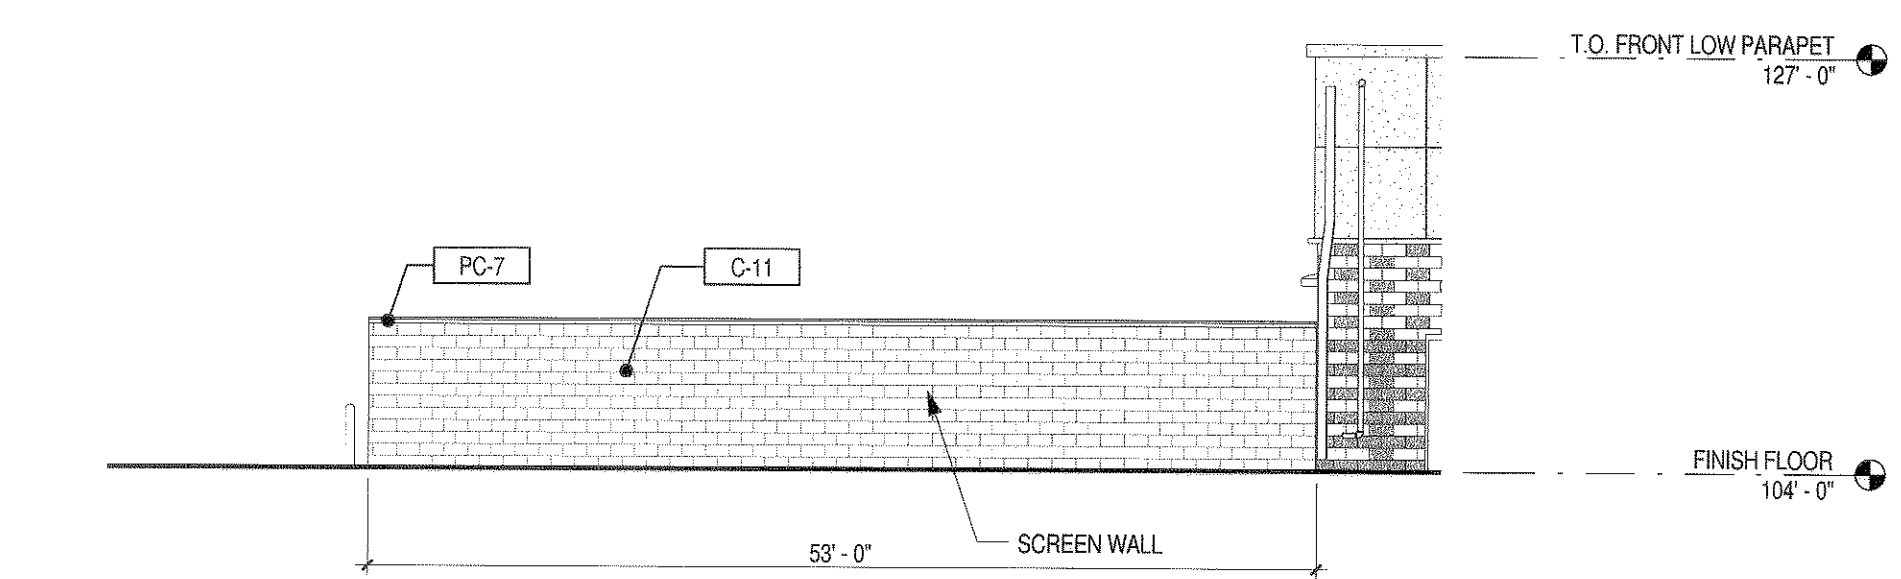 T.O. FRONT LOW PARAPET
127' - 0"
PC-7
C-11
FINISH FLOOR
104' - 0"
SCREEN WALL
53' - 0"